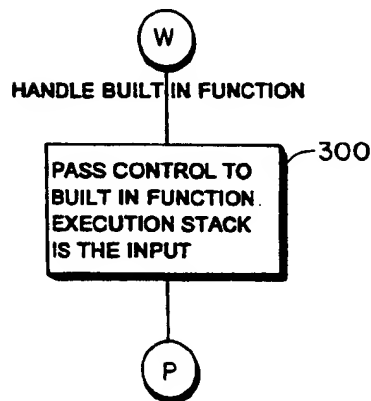 W
HANDLE BUILT IN FUNCTION
300
PASS CONTROL TO
BUILT IN FUNCTION.
EXECUTION STACK
IS THE INPUT
P